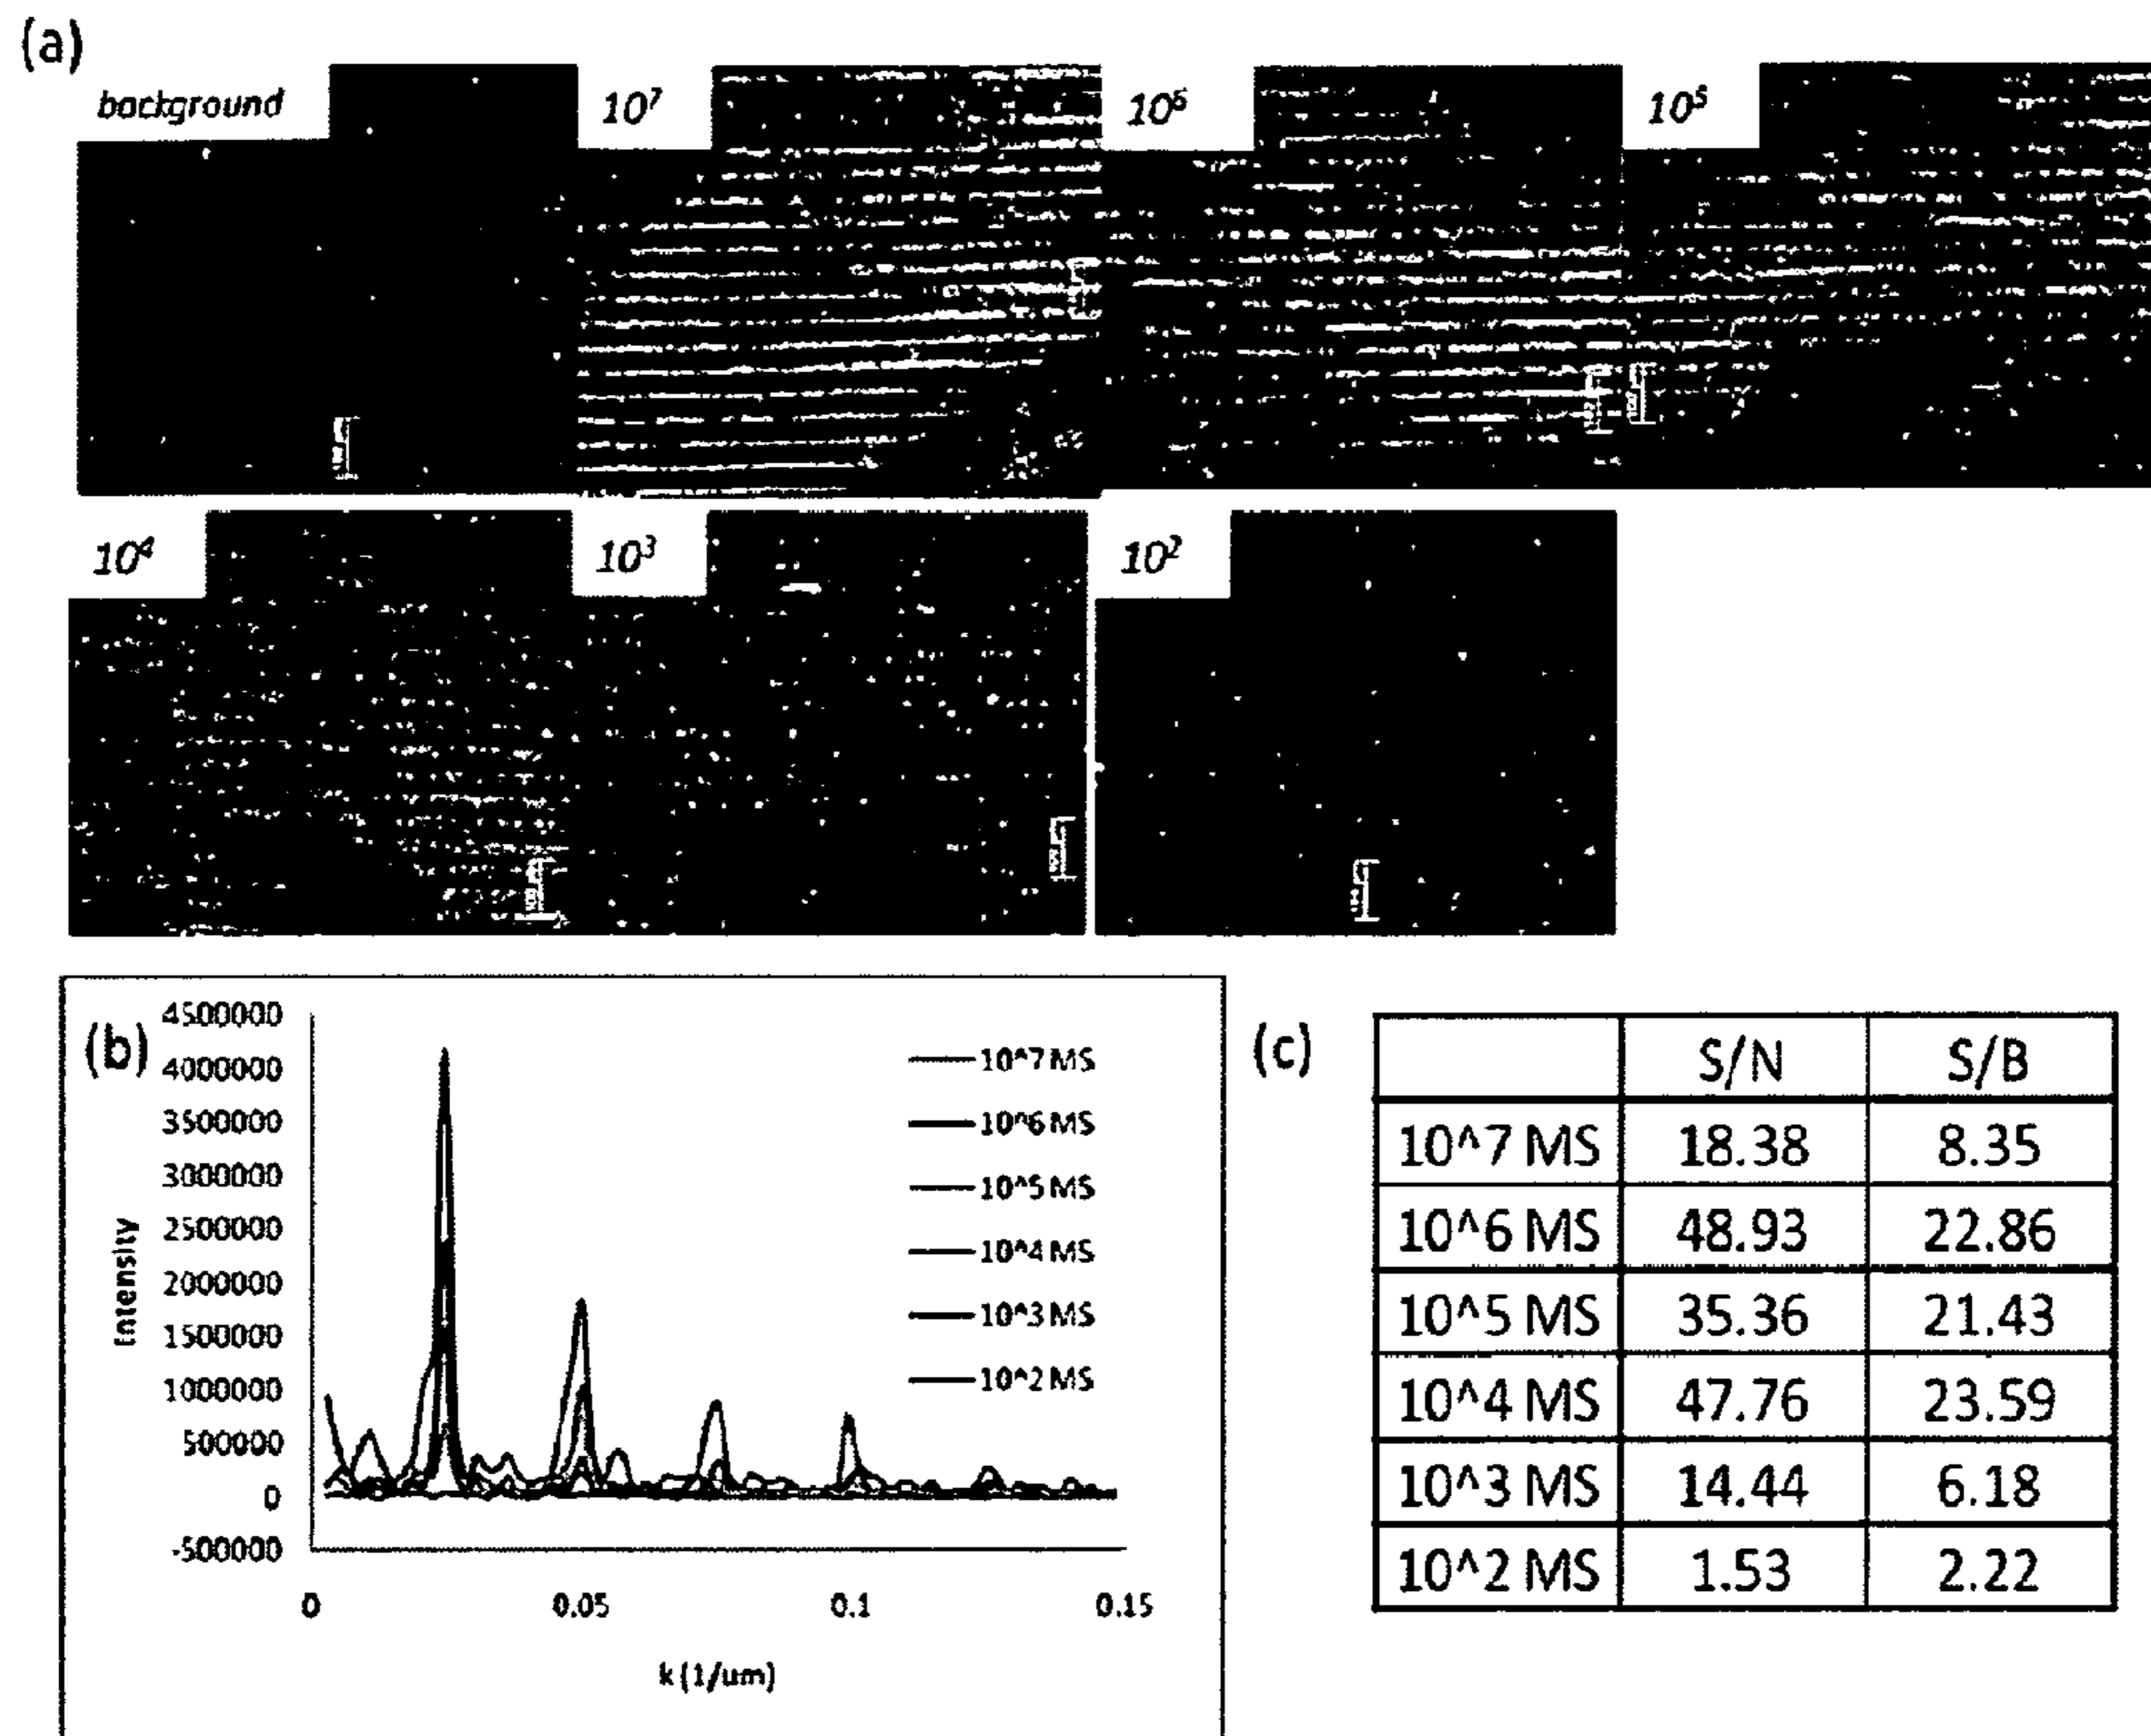 (a)
background
10⁷
10⁶
10⁵
10⁴
10³
10²
(b)
4500000
4000000
3500000
3000000
2500000
2000000
1500000
1000000
500000
0
-500000
Intensity
0
0.05
0.1
0.15
k (1/um)
10^7 MS
10^6 MS
10^5 MS
10^4 MS
10^3 MS
10^2 MS
(c)
S/N S/B
10^7 MS 18.38 8.35
10^6 MS 48.93 22.86
10^5 MS 35.36 21.43
10^4 MS 47.76 23.59
10^3 MS 14.44 6.18
10^2 MS 1.53 2.22